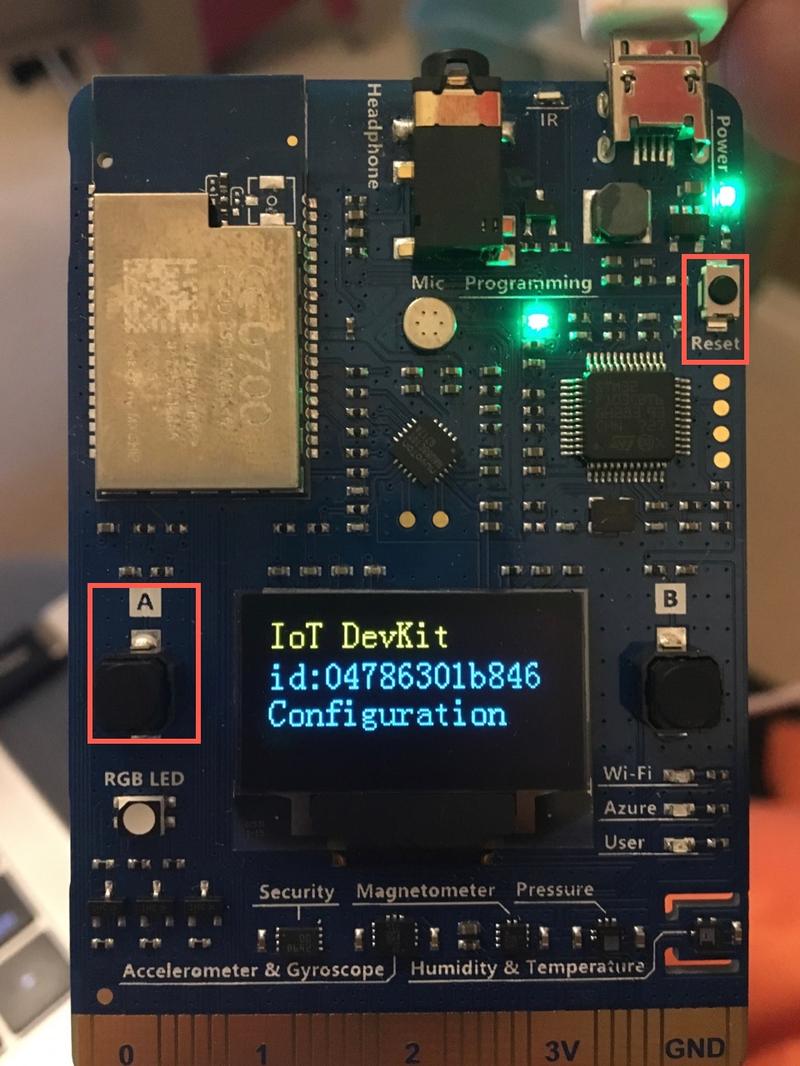 Headphone
IR
Power
Mic
Programming
Reset
A
B
IoT DevKit
id:04786301b846
Configuration
RGB LED
Wi-Fi
Azure
User
Security
Magnetometer
Pressure
Accelerometer & Gyroscope
Humidity & Temperature
0
1
2
3V
GND